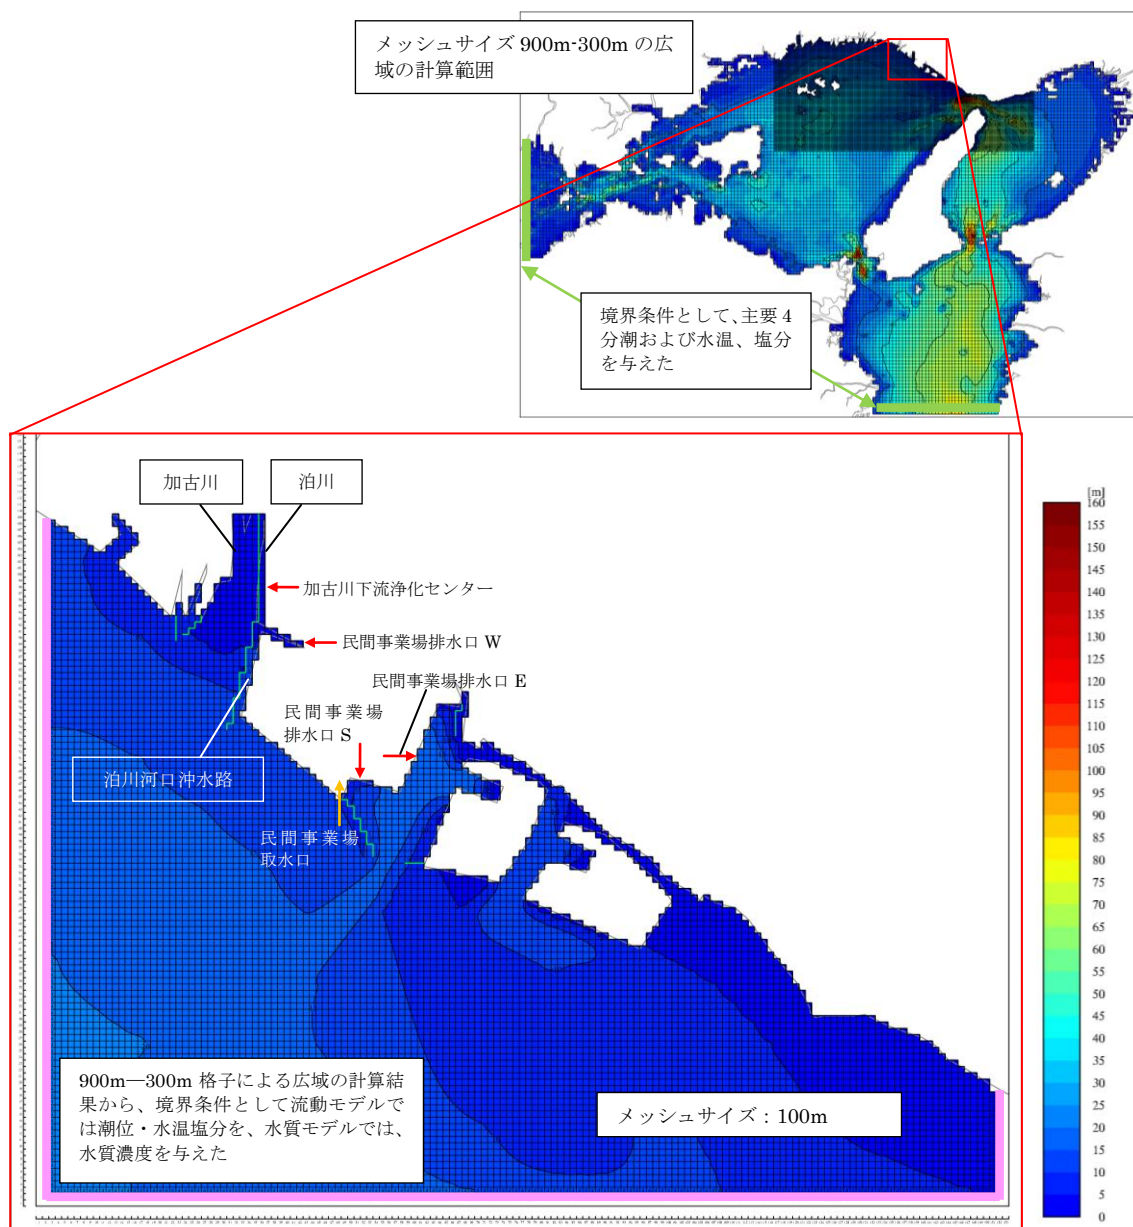 メッシュサイズ 900m-300m の広
域の計算範囲
境界条件として、主要 4
分潮および水温、塩分
を与えた
加古川
泊川
加古川下流浄化センター
民間事業場排水口 W
民間事業場排水口 E
民間事業場
排水口 S
泊川河口沖水路
民間事業場
取水口
900m―300m 格子による広域の計算結
果から、境界条件として流動モデルで
は潮位・水温塩分を、水質モデルでは、
水質濃度を与えた
メッシュサイズ：100m
[m]
160
155
150
145
140
135
130
125
120
115
110
105
100
95
90
85
80
75
70
65
60
55
50
45
40
35
30
25
20
15
10
5
0